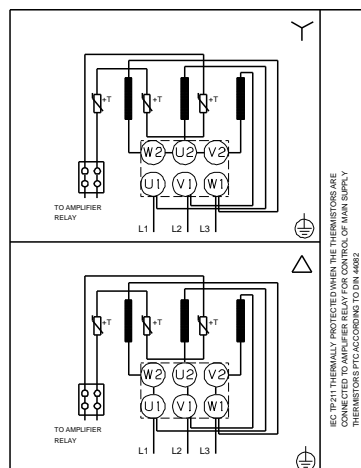 +T +T +T
W2 U2 V2
U1 V1 W1
TO AMPLIFIER
RELAY
L1 L2 L3
+T +T +T
W2 U2 V2
U1 V1 W1
TO AMPLIFIER
RELAY
L1 L2 L3
IEC TP 211 THERMALLY PROTECTED WHEN THE THERMISTORS ARE
CONNECTED TO AMPLIFIER RELAY FOR CONTROL OF MAIN SUPPLY
THERMISTORS PTC ACCORDING TO DIN 44082